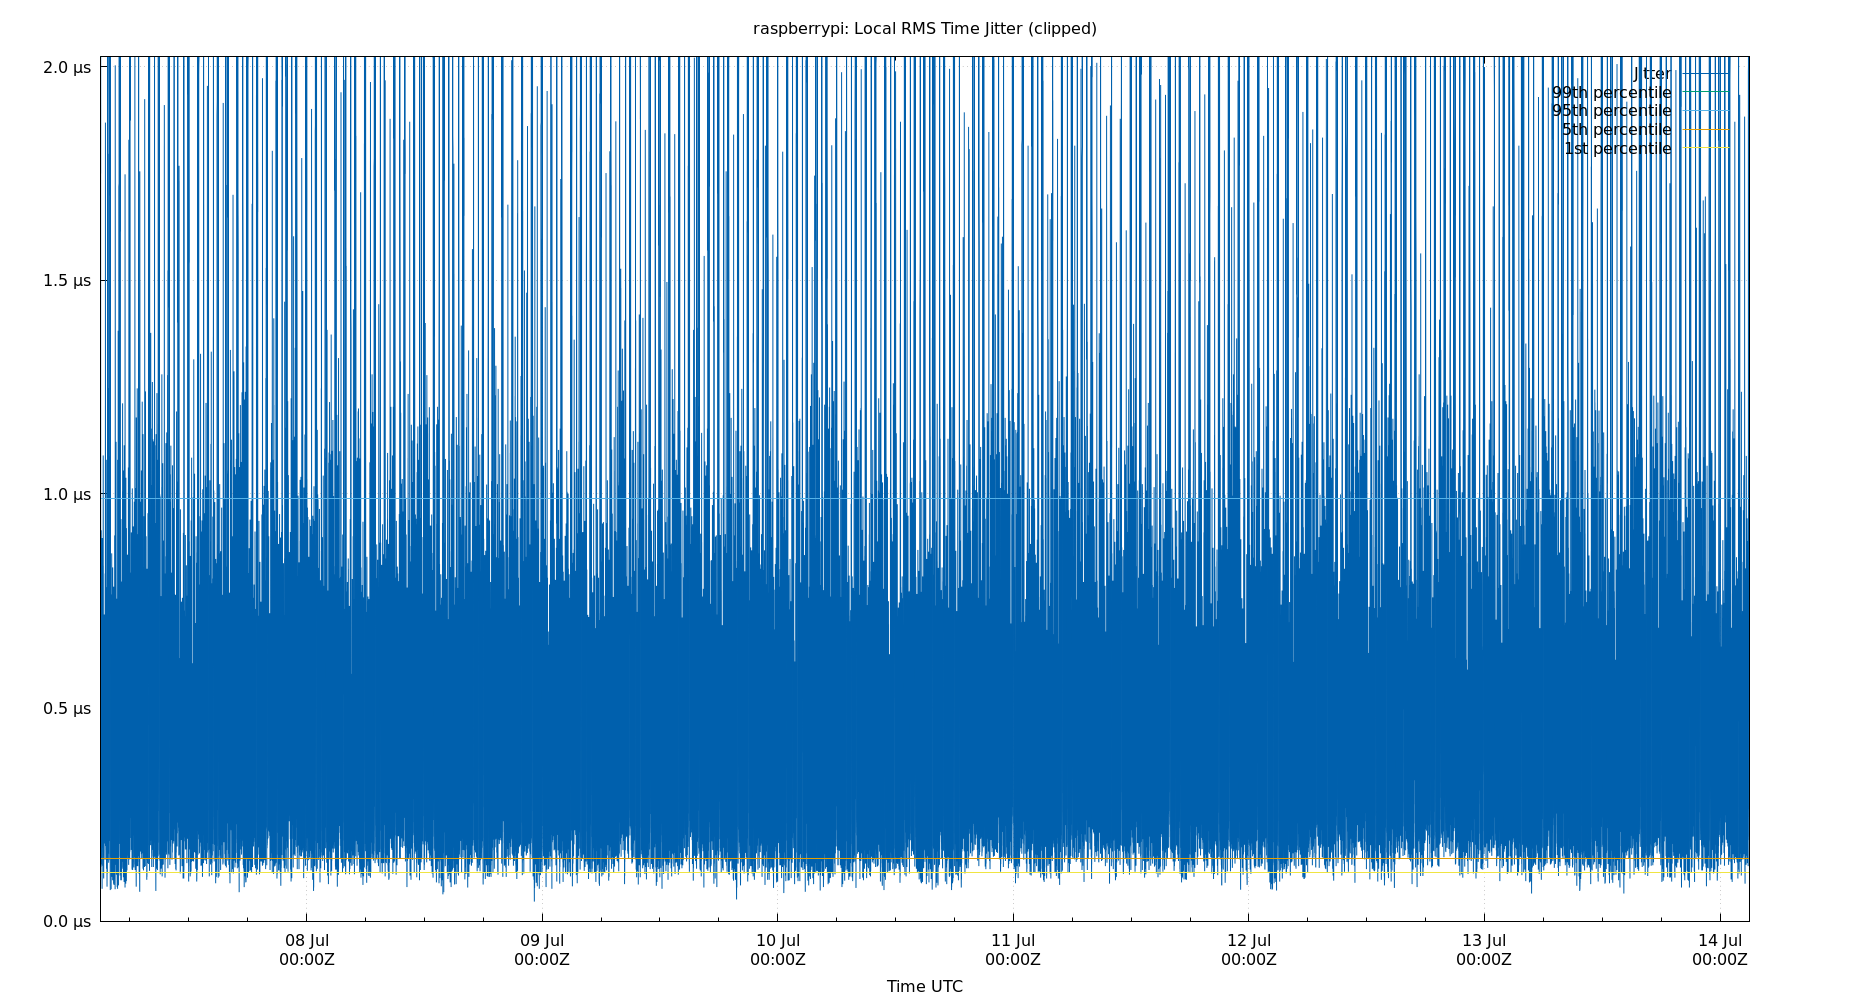 raspberrypi: Local RMS Time Jitter (clipped)
2.0 µs
1.5 µs
1.0 µs
0.5 µs
0.0 µs
Jitter
99th percentile
95th percentile
5th percentile
1st percentile
08 Jul
00:00Z
09 Jul
00:00Z
10 Jul
00:00Z
11 Jul
00:00Z
12 Jul
00:00Z
13 Jul
00:00Z
14 Jul
00:00Z
Time UTC